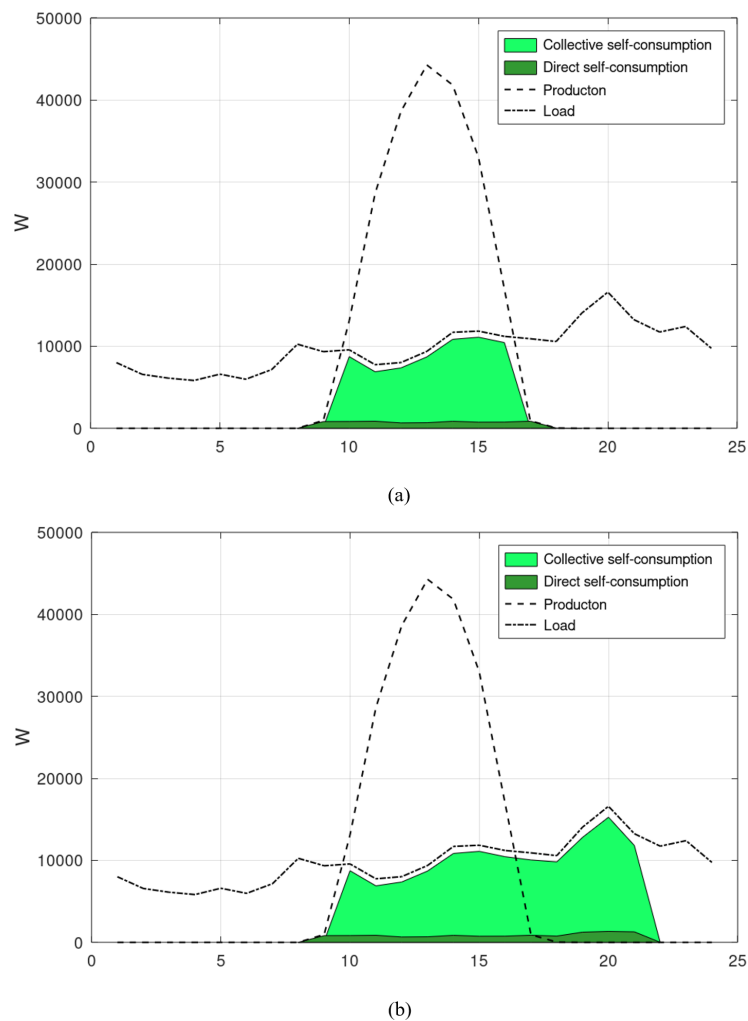 50000
40000
30000
20000
10000
0
W
Collective self-consumption
Direct self-consumption
Producton
Load
0 5 10 15 20 25
(a)
50000
40000
30000
20000
10000
0
W
Collective self-consumption
Direct self-consumption
Producton
Load
0 5 10 15 20 25
(b)